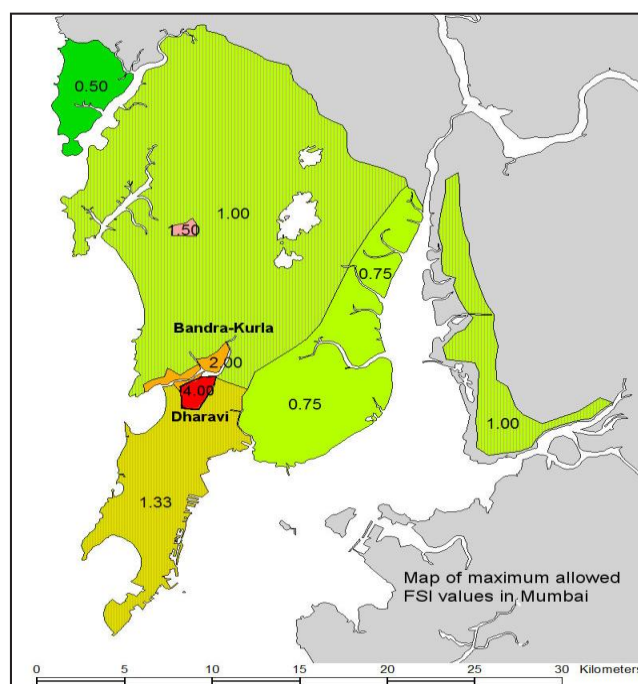 0.50
1.00
1.50
0.75
Bandra-Kurla
2.00
4.00
Dharavi
0.75
1.00
1.33
Map of maximum allowed
FSI values in Mumbai
0 5 10 15 20 25 30 Kilometers